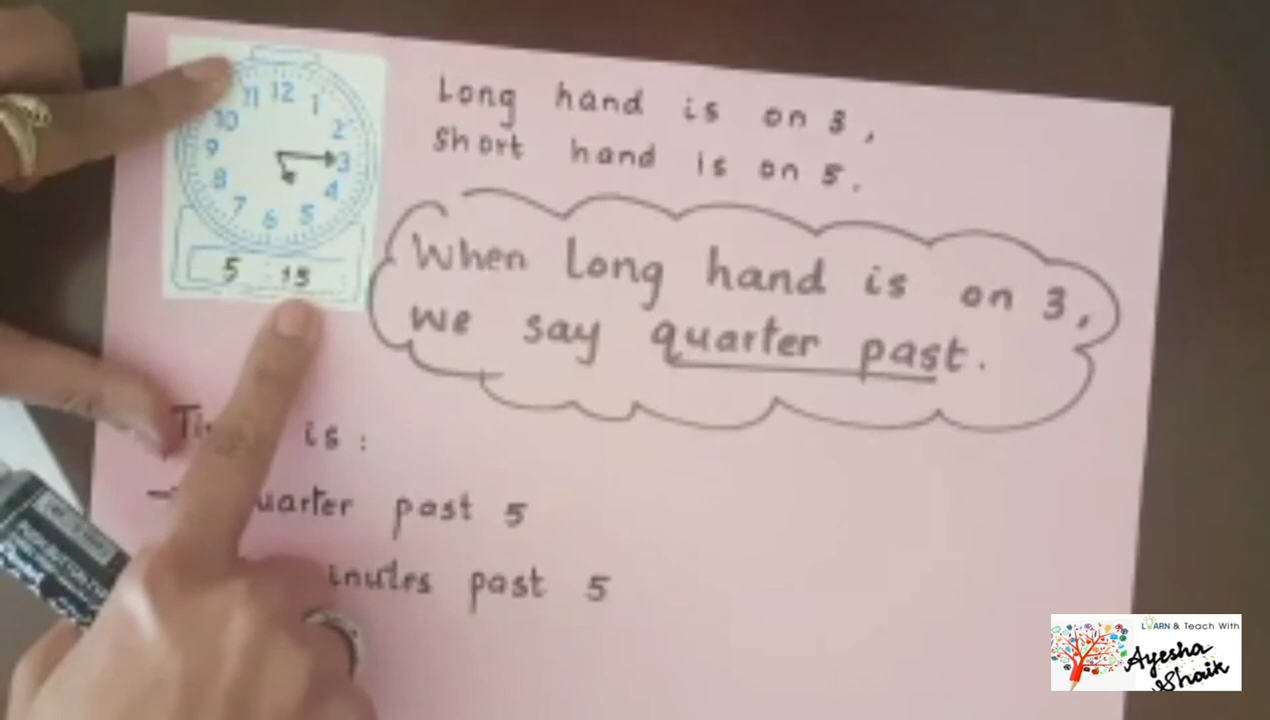 12
11 1
10 2
9 3
8 4
7 5
6
5 : 15
Long hand is on 3,
Short hand is on 5.
When long hand is on 3,
we say quarter past.
is :
past 5
past 5
LEARN & Teach With
Ayesha
Shaik